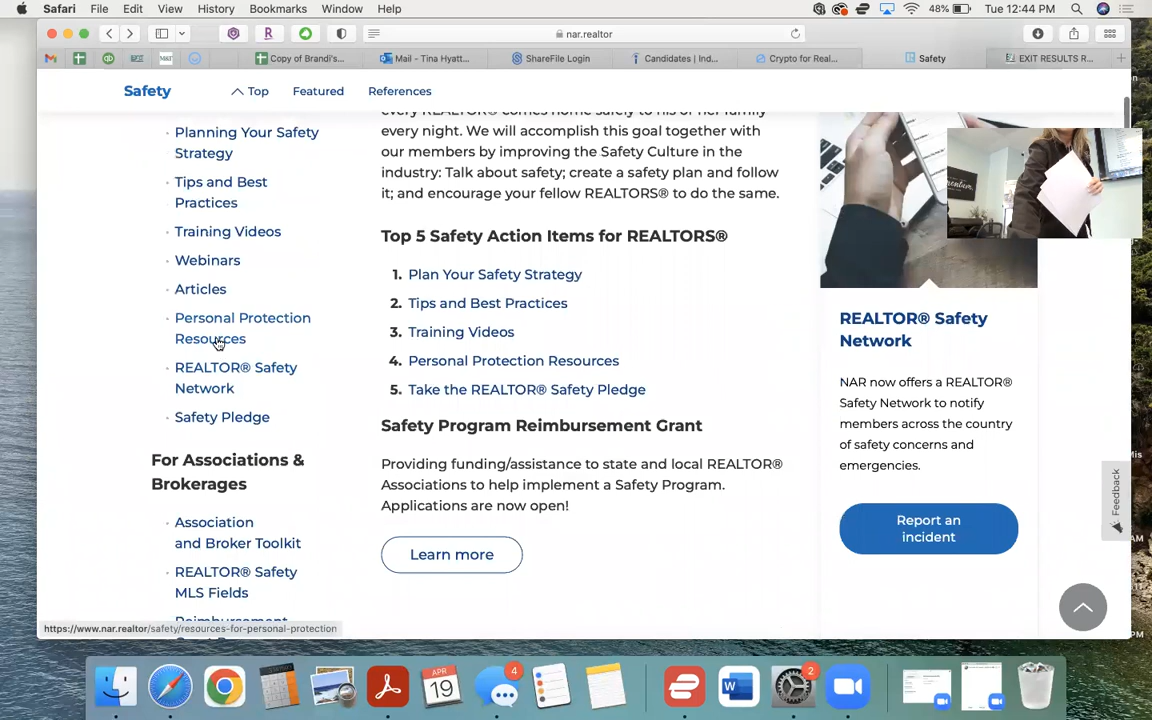 Safari File Edit View History Bookmarks Window Help
48% Tue 12:44 PM
nar.realtor
Copy of Brandi's...
Mail - Tina Hyatt...
ShareFile Login
Candidates | Ind...
Crypto for Real...
Safety
EXIT RESULTS R...
Safety
Top
Featured
References
Planning Your Safety
Strategy
Tips and Best
Practices
Training Videos
Webinars
Articles
Personal Protection
Resources
REALTOR® Safety
Network
Safety Pledge
For Associations &
Brokerages
Association
and Broker Toolkit
REALTOR® Safety
MLS Fields
Reimbursement
every REALTOR® comes home safely to his or her family
every night. We will accomplish this goal together with
our members by improving the Safety Culture in the
industry: Talk about safety; create a safety plan and follow
it; and encourage your fellow REALTORS® to do the same.
Top 5 Safety Action Items for REALTORS®
1. Plan Your Safety Strategy
2. Tips and Best Practices
3. Training Videos
4. Personal Protection Resources
5. Take the REALTOR® Safety Pledge
Safety Program Reimbursement Grant
Providing funding/assistance to state and local REALTOR®
Associations to help implement a Safety Program.
Applications are now open!
Learn more
REALTOR® Safety
Network
NAR now offers a REALTOR®
Safety Network to notify
members across the country
of safety concerns and
emergencies.
Report an
incident
Feedback
https://www.nar.realtor/safety/resources-for-personal-protection
APR
19
4
2